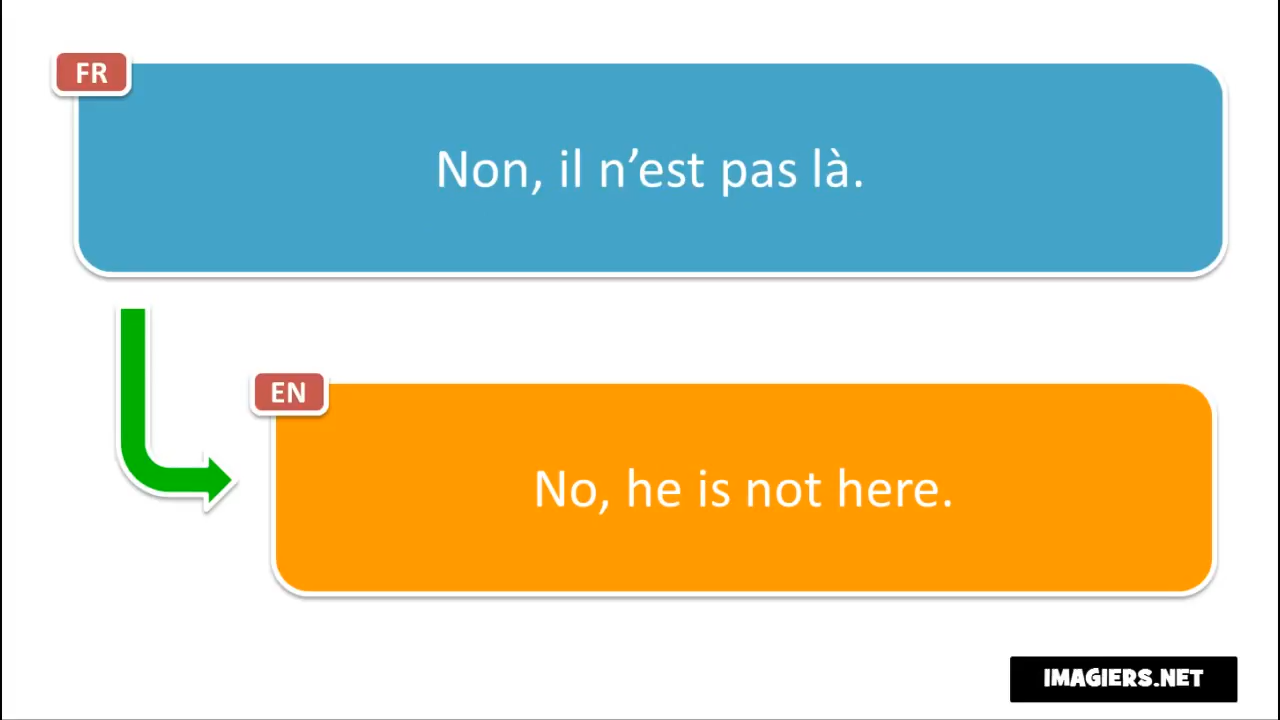 FR
Non, il n’est pas là.
EN
No, he is not here.
IMAGIERS.NET